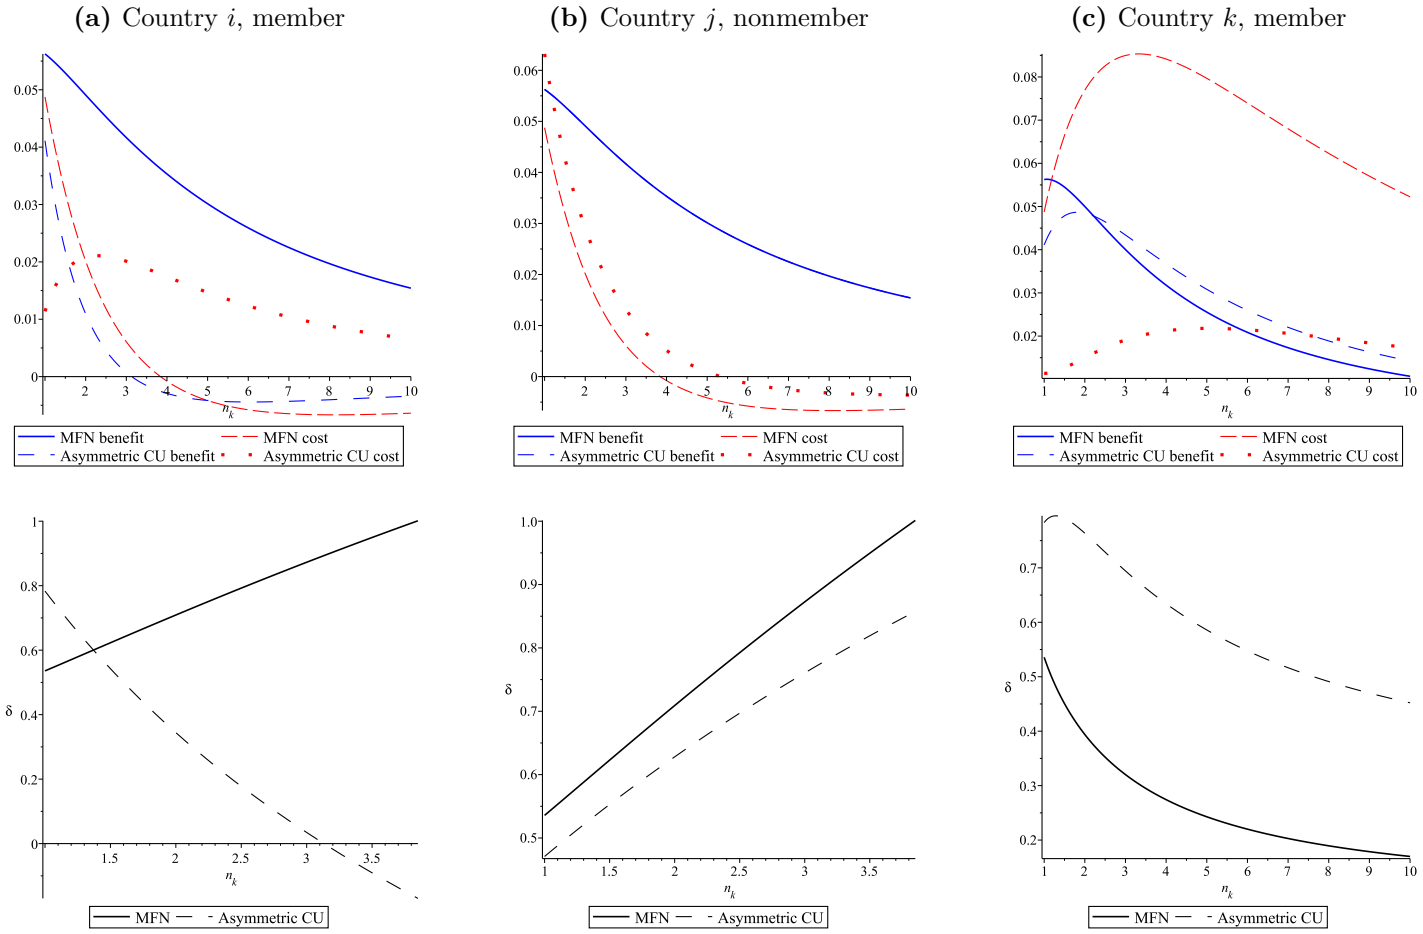 (a) Country i, member
0.05
0.04
0.03
0.02
0.01
0
2 3 4 5 6 7 8 9 10
n_k
MFN benefit MFN cost
Asymmetric CU benefit Asymmetric CU cost
(b) Country j, nonmember
0.06
0.05
0.04
0.03
0.02
0.01
0
1 2 3 4 5 6 7 8 9 10
n_k
MFN benefit MFN cost
Asymmetric CU benefit Asymmetric CU cost
(c) Country k, member
0.08
0.07
0.06
0.05
0.04
0.03
0.02
1 2 3 4 5 6 7 8 9 10
n_k
MFN benefit MFN cost
Asymmetric CU benefit Asymmetric CU cost
1
0.8
0.6
δ
0.4
0.2
0
1.5 2 2.5 3 3.5
n_k
MFN Asymmetric CU
1.0
0.9
0.8
δ
0.7
0.6
0.5
1 1.5 2 2.5 3 3.5
n_k
MFN Asymmetric CU
0.7
0.6
0.5
δ
0.4
0.3
0.2
1 2 3 4 5 6 7 8 9 10
n_k
MFN Asymmetric CU